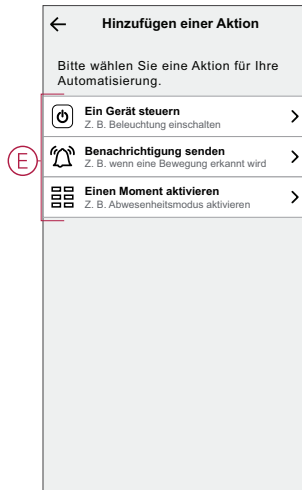 Hinzufügen einer Aktion
Bitte wählen Sie eine Aktion für Ihre
Automatisierung.
Ein Gerät steuern
Z. B. Beleuchtung einschalten
Benachrichtigung senden
Z. B. wenn eine Bewegung erkannt wird
E
Einen Moment aktivieren
Z. B. Abwesenheitsmodus aktivieren